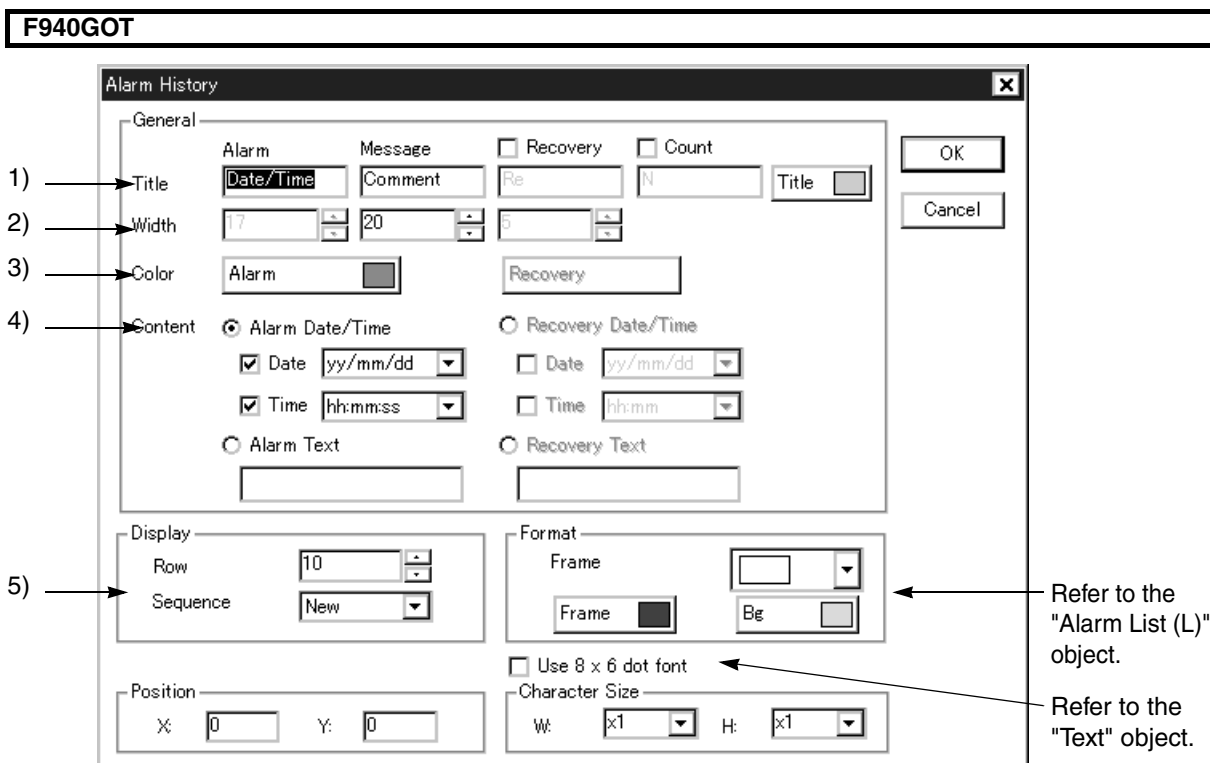 F940GOT
Alarm History
General
Alarm Message Recovery Count
1) Title Date/Time Comment Re N Title
OK
2) Width 17 20 5
Cancel
3) Color Alarm Recovery
4) Content Alarm Date/Time Recovery Date/Time
Date yy/mm/dd Date yy/mm/dd
Time hh:mm:ss Time hh:mm
Alarm Text Recovery Text
Display Format
Row 10 Frame
5) Sequence New Frame Bg
Refer to the
"Alarm List (L)"
object.
Use 8 x 6 dot font
Position Character Size
X: 0 Y: 0 W: x1 H: x1
Refer to the
"Text" object.